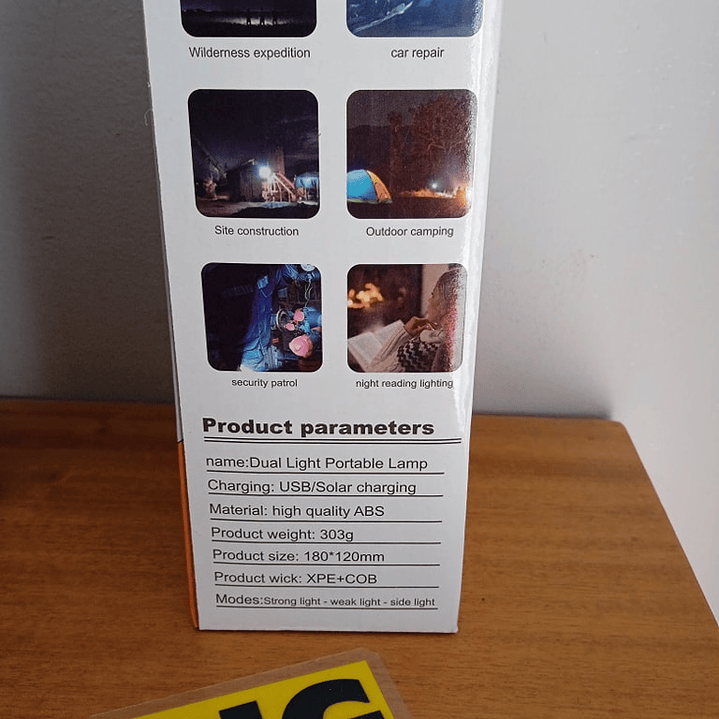 Wilderness expedition
car repair
Site construction
Outdoor camping
security patrol
night reading lighting
Product parameters
name:Dual Light Portable Lamp
Charging: USB/Solar charging
Material: high quality ABS
Product weight: 303g
Product size: 180*120mm
Product wick: XPE+COB
Modes:Strong light - weak light - side light